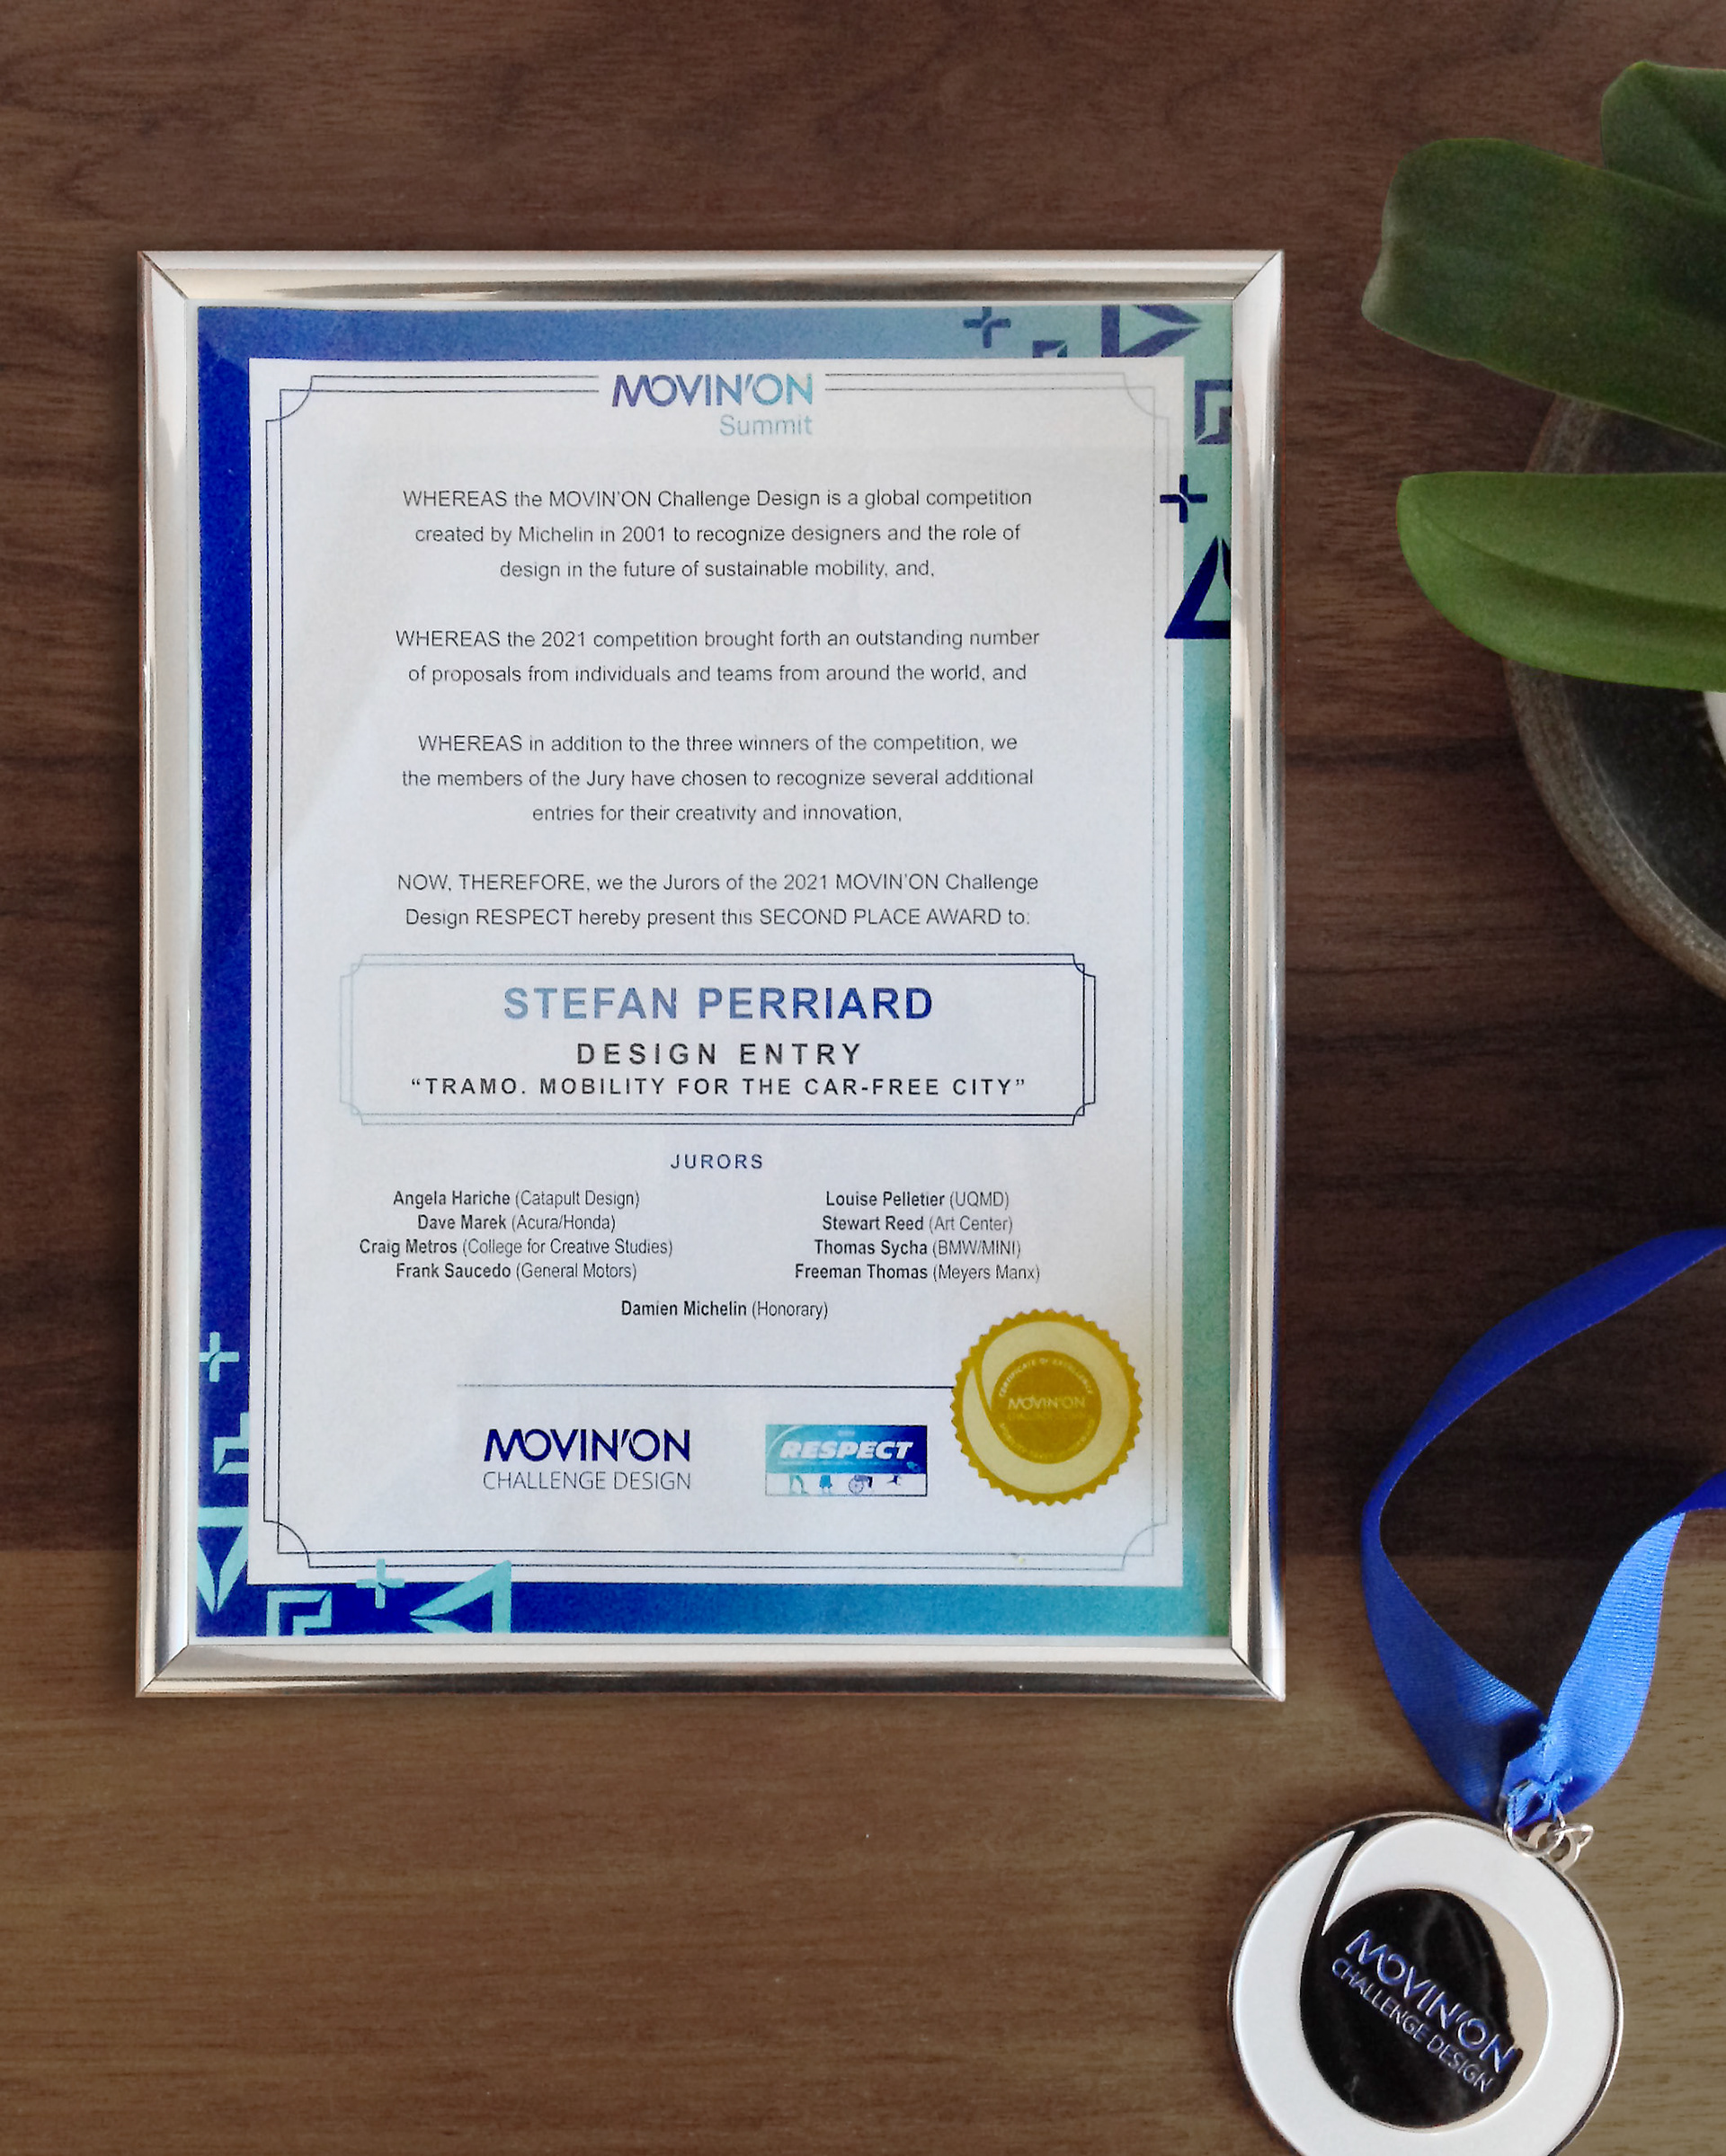 MOVIN'ON
Summit
WHEREAS the MOVIN'ON Challenge Design is a global competition
created by Michelin in 2001 to recognize designers and the role of
design in the future of sustainable mobility, and,
WHEREAS the 2021 competition brought forth an outstanding number
of proposals from individuals and teams from around the world, and
WHEREAS in addition to the three winners of the competition, we
the members of the Jury have chosen to recognize several additional
entries for their creativity and innovation,
NOW, THEREFORE, we the Jurors of the 2021 MOVIN'ON Challenge
Design RESPECT hereby present this SECOND PLACE AWARD to:
STEFAN PERRIARD
DESIGN ENTRY
“TRAMO. MOBILITY FOR THE CAR-FREE CITY”
JURORS
Angela Hariche (Catapult Design)
Dave Marek (Acura/Honda)
Craig Metros (College for Creative Studies)
Frank Saucedo (General Motors)
Louise Pelletier (UQMD)
Stewart Reed (Art Center)
Thomas Sycha (BMW/MINI)
Freeman Thomas (Meyers Manx)
Damien Michelin (Honorary)
MOVIN'ON
CHALLENGE DESIGN
RESPECT
CERTIFICATE OF EXCELLENCE
MOVIN'ON
MOVIN'ON
CHALLENGE DESIGN